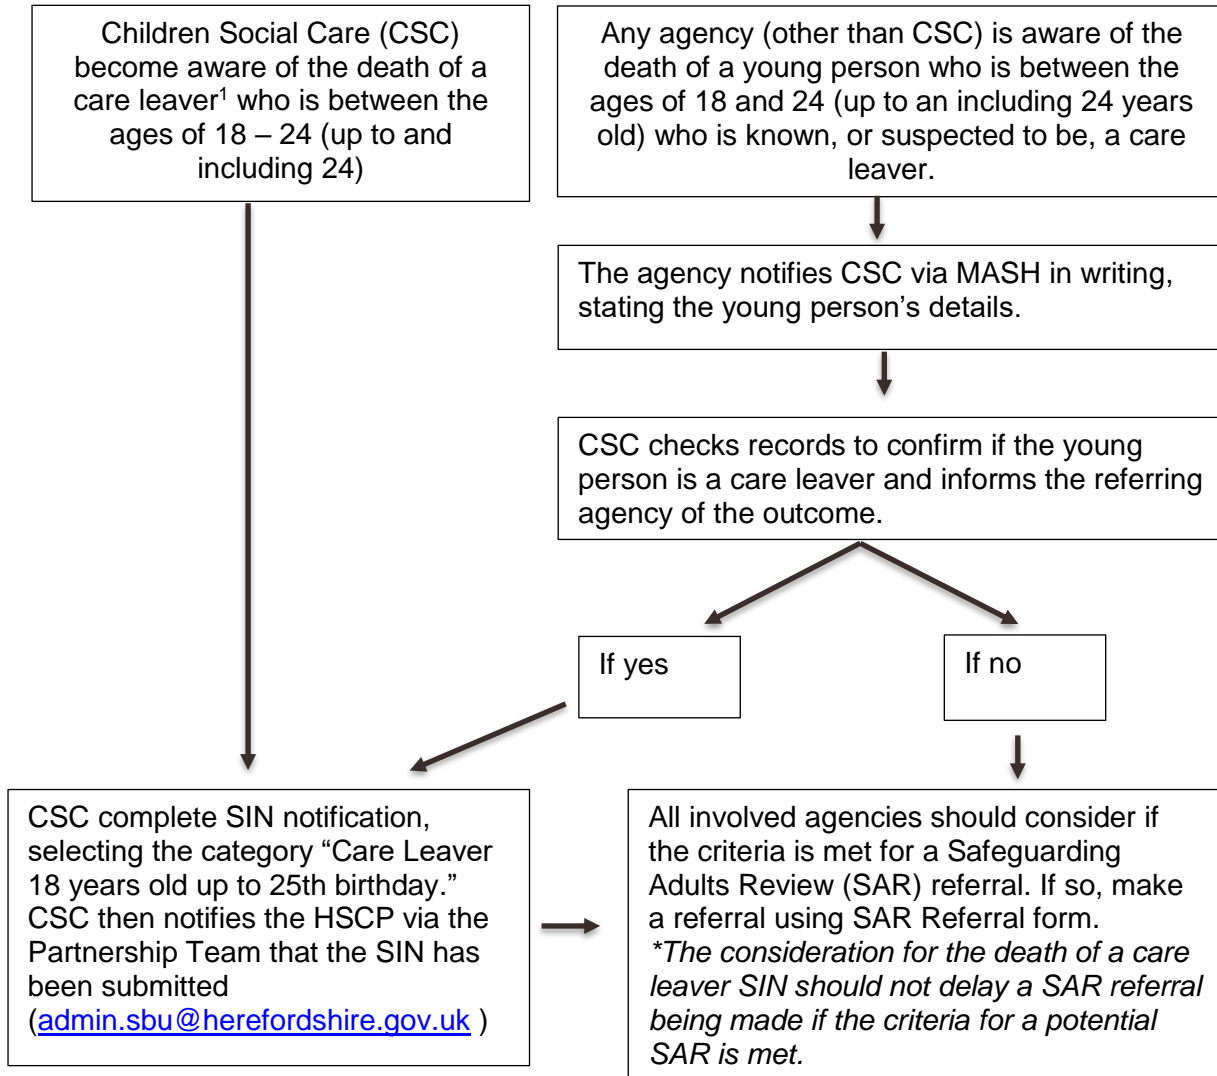 Children Social Care (CSC)
become aware of the death of a
care leaver¹ who is between the
ages of 18 – 24 (up to and
including 24)
Any agency (other than CSC) is aware of the
death of a young person who is between the
ages of 18 and 24 (up to an including 24 years
old) who is known, or suspected to be, a care
leaver.
The agency notifies CSC via MASH in writing,
stating the young person’s details.
CSC checks records to confirm if the young
person is a care leaver and informs the referring
agency of the outcome.
If yes
If no
CSC complete SIN notification,
selecting the category “Care Leaver
18 years old up to 25th birthday.”
CSC then notifies the HSCP via the
Partnership Team that the SIN has
been submitted
(admin.sbu@herefordshire.gov.uk )
All involved agencies should consider if
the criteria is met for a Safeguarding
Adults Review (SAR) referral. If so, make
a referral using SAR Referral form.
*The consideration for the death of a care
leaver SIN should not delay a SAR referral
being made if the criteria for a potential
SAR is met.